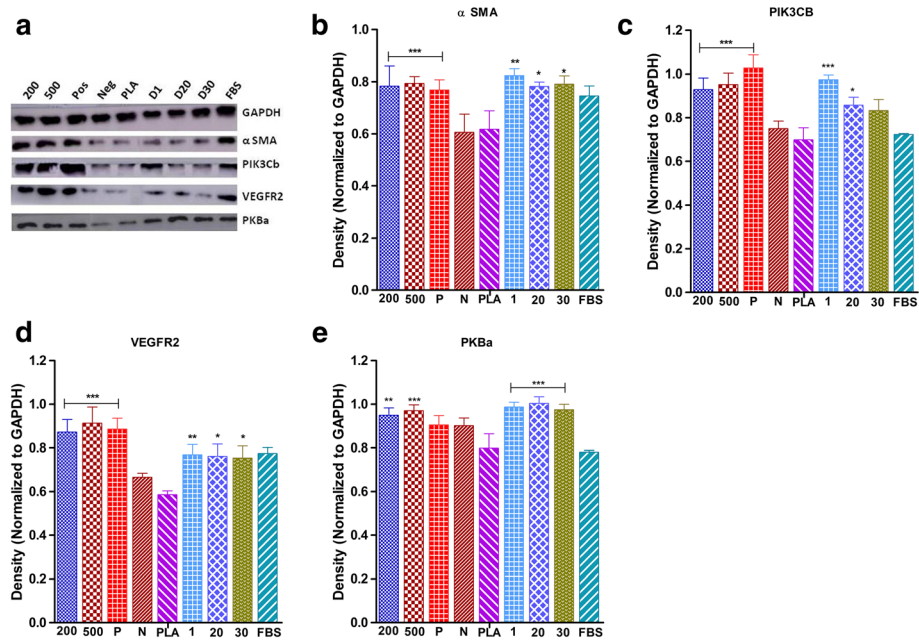 a
200 500 Pos Neg PLA D1 D20 D30 FBS
GAPDH
αSMA
PIK3Cb
VEGFR2
PKBa
b
α SMA
Density (Normalized to GAPDH)
0.8
0.6
0.4
0.2
0.0
***
**
*
*
200 500 P N PLA 1 20 30 FBS
c
PIK3CB
Density (Normalized to GAPDH)
1.2
1.0
0.8
0.6
0.4
0.2
0.0
***
***
*
200 500 P N PLA 1 20 30 FBS
d
VEGFR2
Density (Normalized to GAPDH)
1.2
1.0
0.8
0.6
0.4
0.2
0.0
***
**
*
*
200 500 P N PLA 1 20 30 FBS
e
PKBa
Density (Normalized to GAPDH)
1.2
1.0
0.8
0.6
0.4
0.2
0.0
**
***
***
200 500 P N PLA 1 20 30 FBS